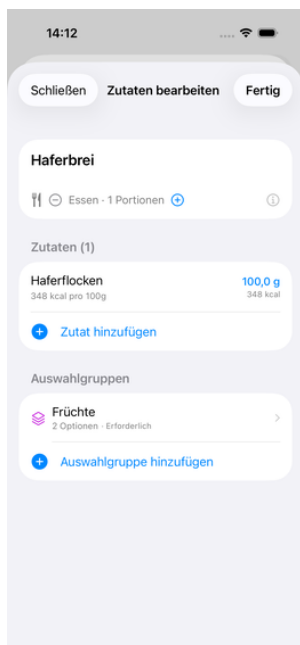 14:12
Schließen Zutaten bearbeiten Fertig
Haferbrei
Essen · 1 Portionen
Zutaten (1)
Haferflocken 100,0 g
348 kcal pro 100g 348 kcal
Zutat hinzufügen
Auswahlgruppen
Früchte
2 Optionen · Erforderlich
Auswahlgruppe hinzufügen